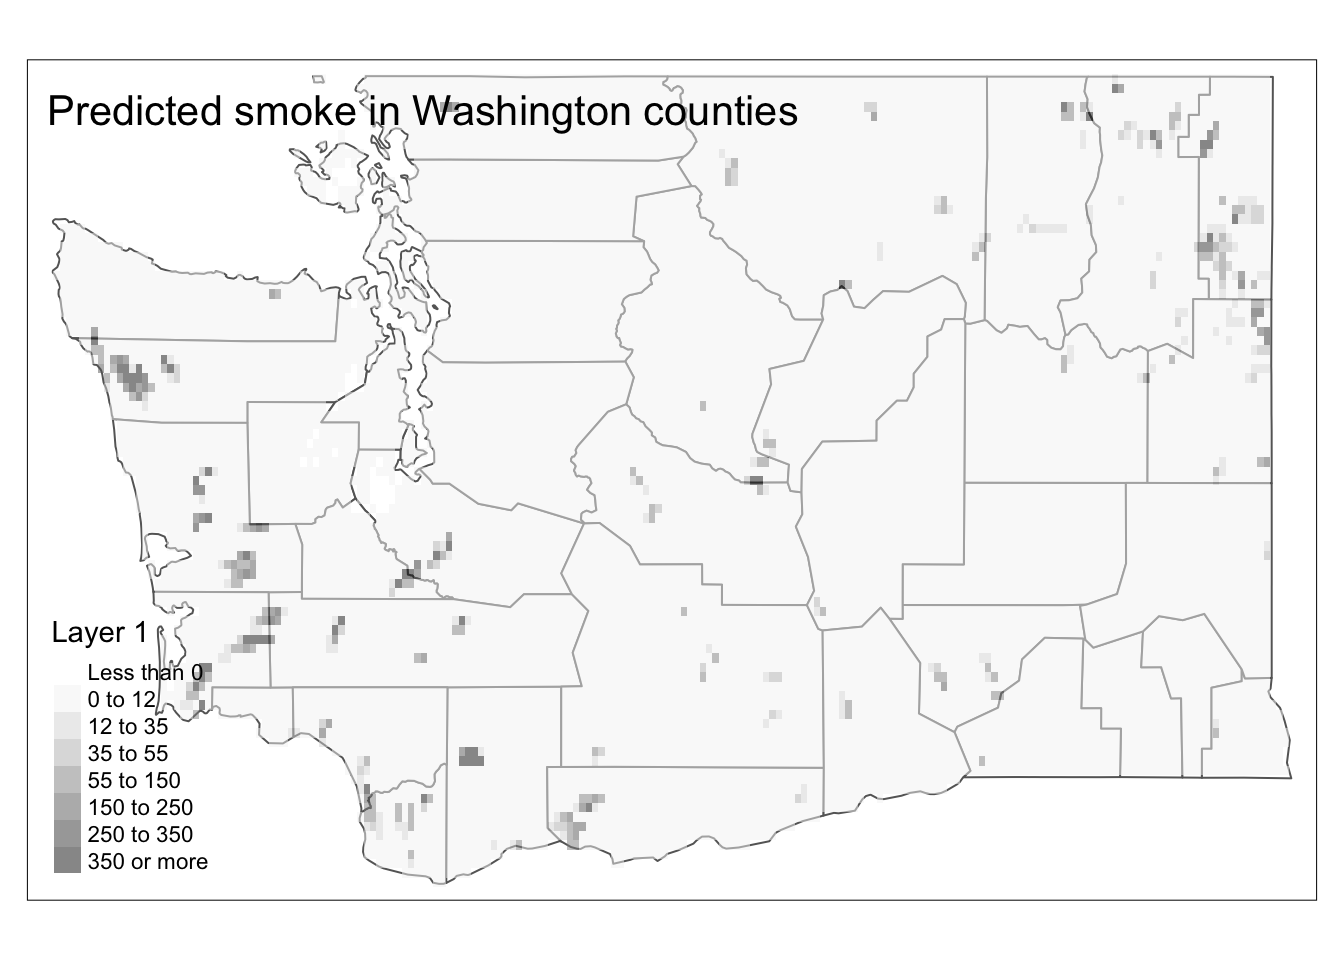 Predicted smoke in Washington counties
Layer 1
Less than 0
0 to 12
12 to 35
35 to 55
55 to 150
150 to 250
250 to 350
350 or more